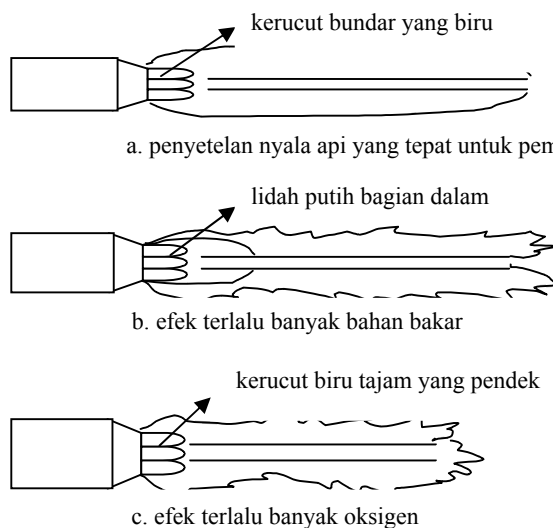 kerucut bundar yang biru
a. penyetelan nyala api yang tepat untuk
lidah putih bagian dalam
b. efek terlalu banyak bahan bakar
kerucut biru tajam yang pendek
c. efek terlalu banyak oksigen